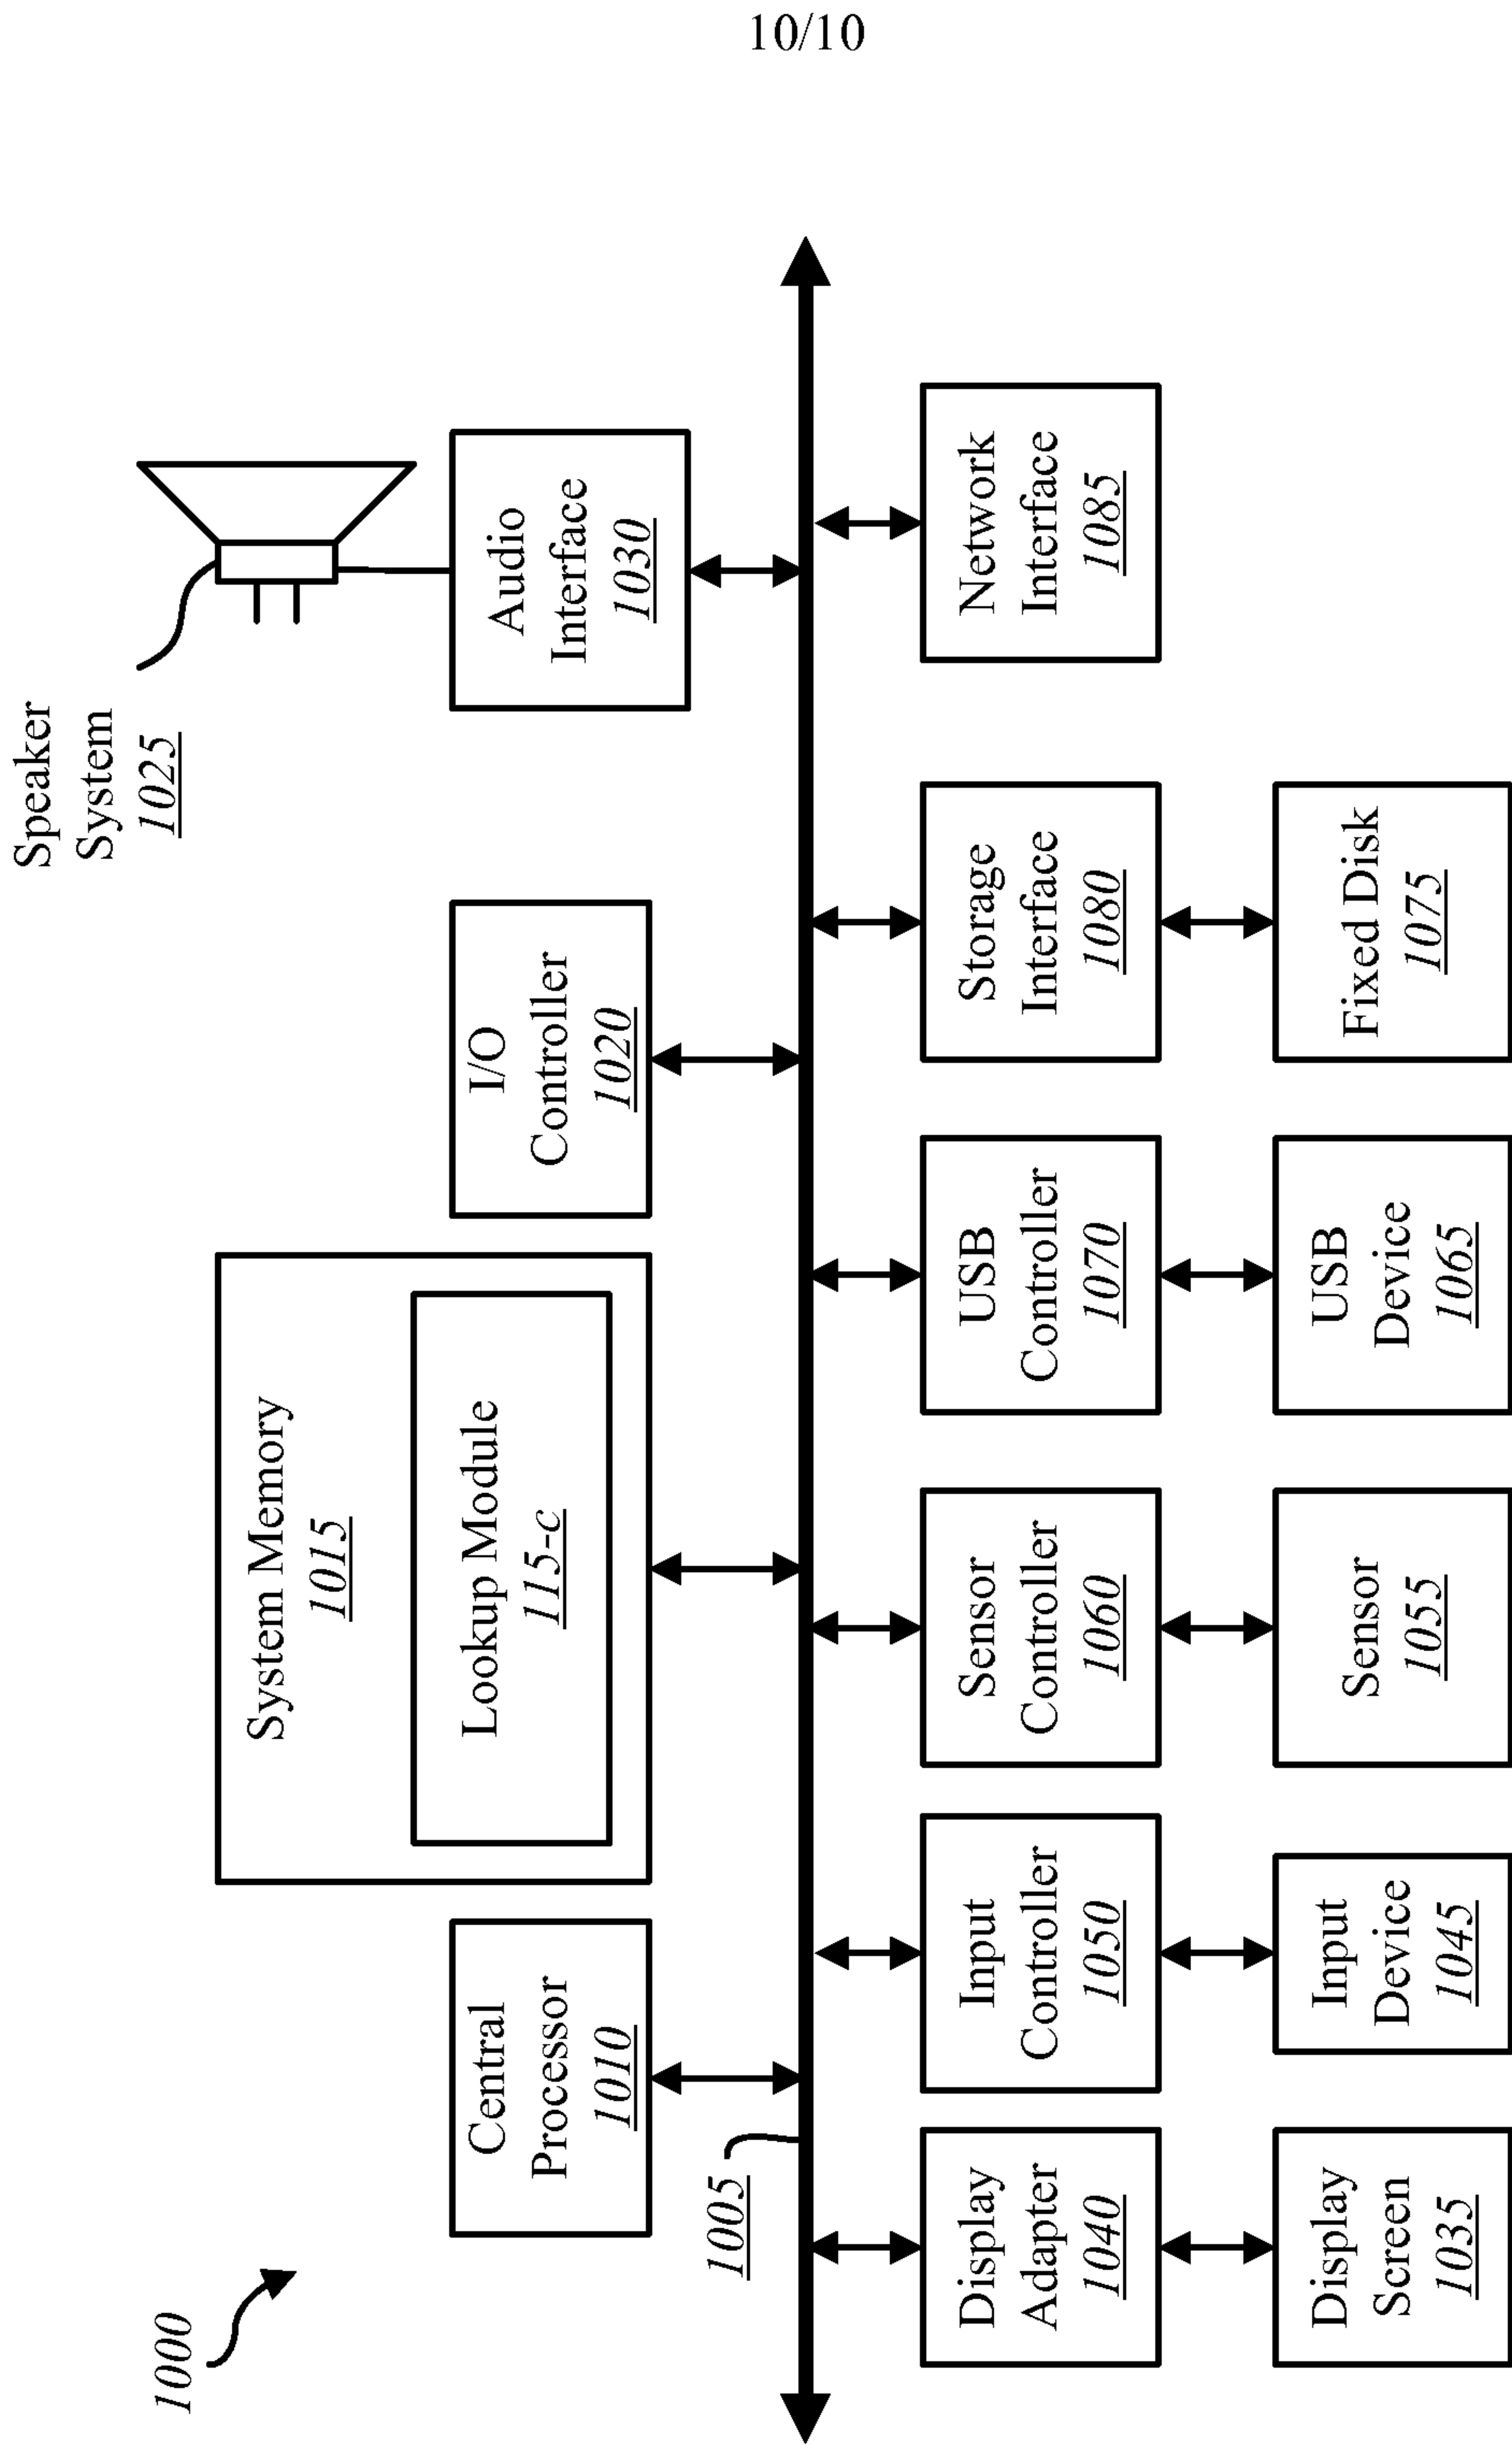 10/10
1000
Speaker
System
1025
Central
Processor
1010
System Memory
1015
Lookup Module
115-c
I/O
Controller
1020
Audio
Interface
1030
1005
Display
Adapter
1040
Input
Controller
1050
Sensor
Controller
1060
USB
Controller
1070
Storage
Interface
1080
Network
Interface
1085
Display
Screen
1035
Input
Device
1045
Sensor
1055
USB
Device
1065
Fixed Disk
1075